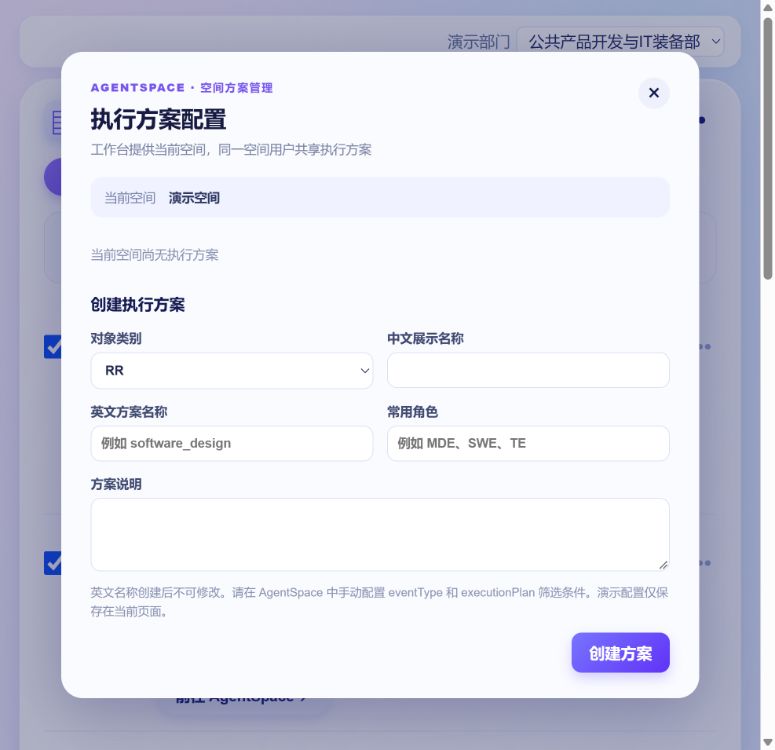 演示部门 公共产品开发与IT装备部
AGENTSPACE · 空间方案管理
执行方案配置
工作台提供当前空间，同一空间用户共享执行方案
当前空间 演示空间
当前空间尚无执行方案
创建执行方案
对象类别 中文展示名称
RR
英文方案名称 常用角色
例如 software_design 例如 MDE、SWE、TE
方案说明
英文名称创建后不可修改。请在 AgentSpace 中手动配置 eventType 和 executionPlan 筛选条件。演示配置仅保
存在当前页面。
创建方案
前往 AgentSpace